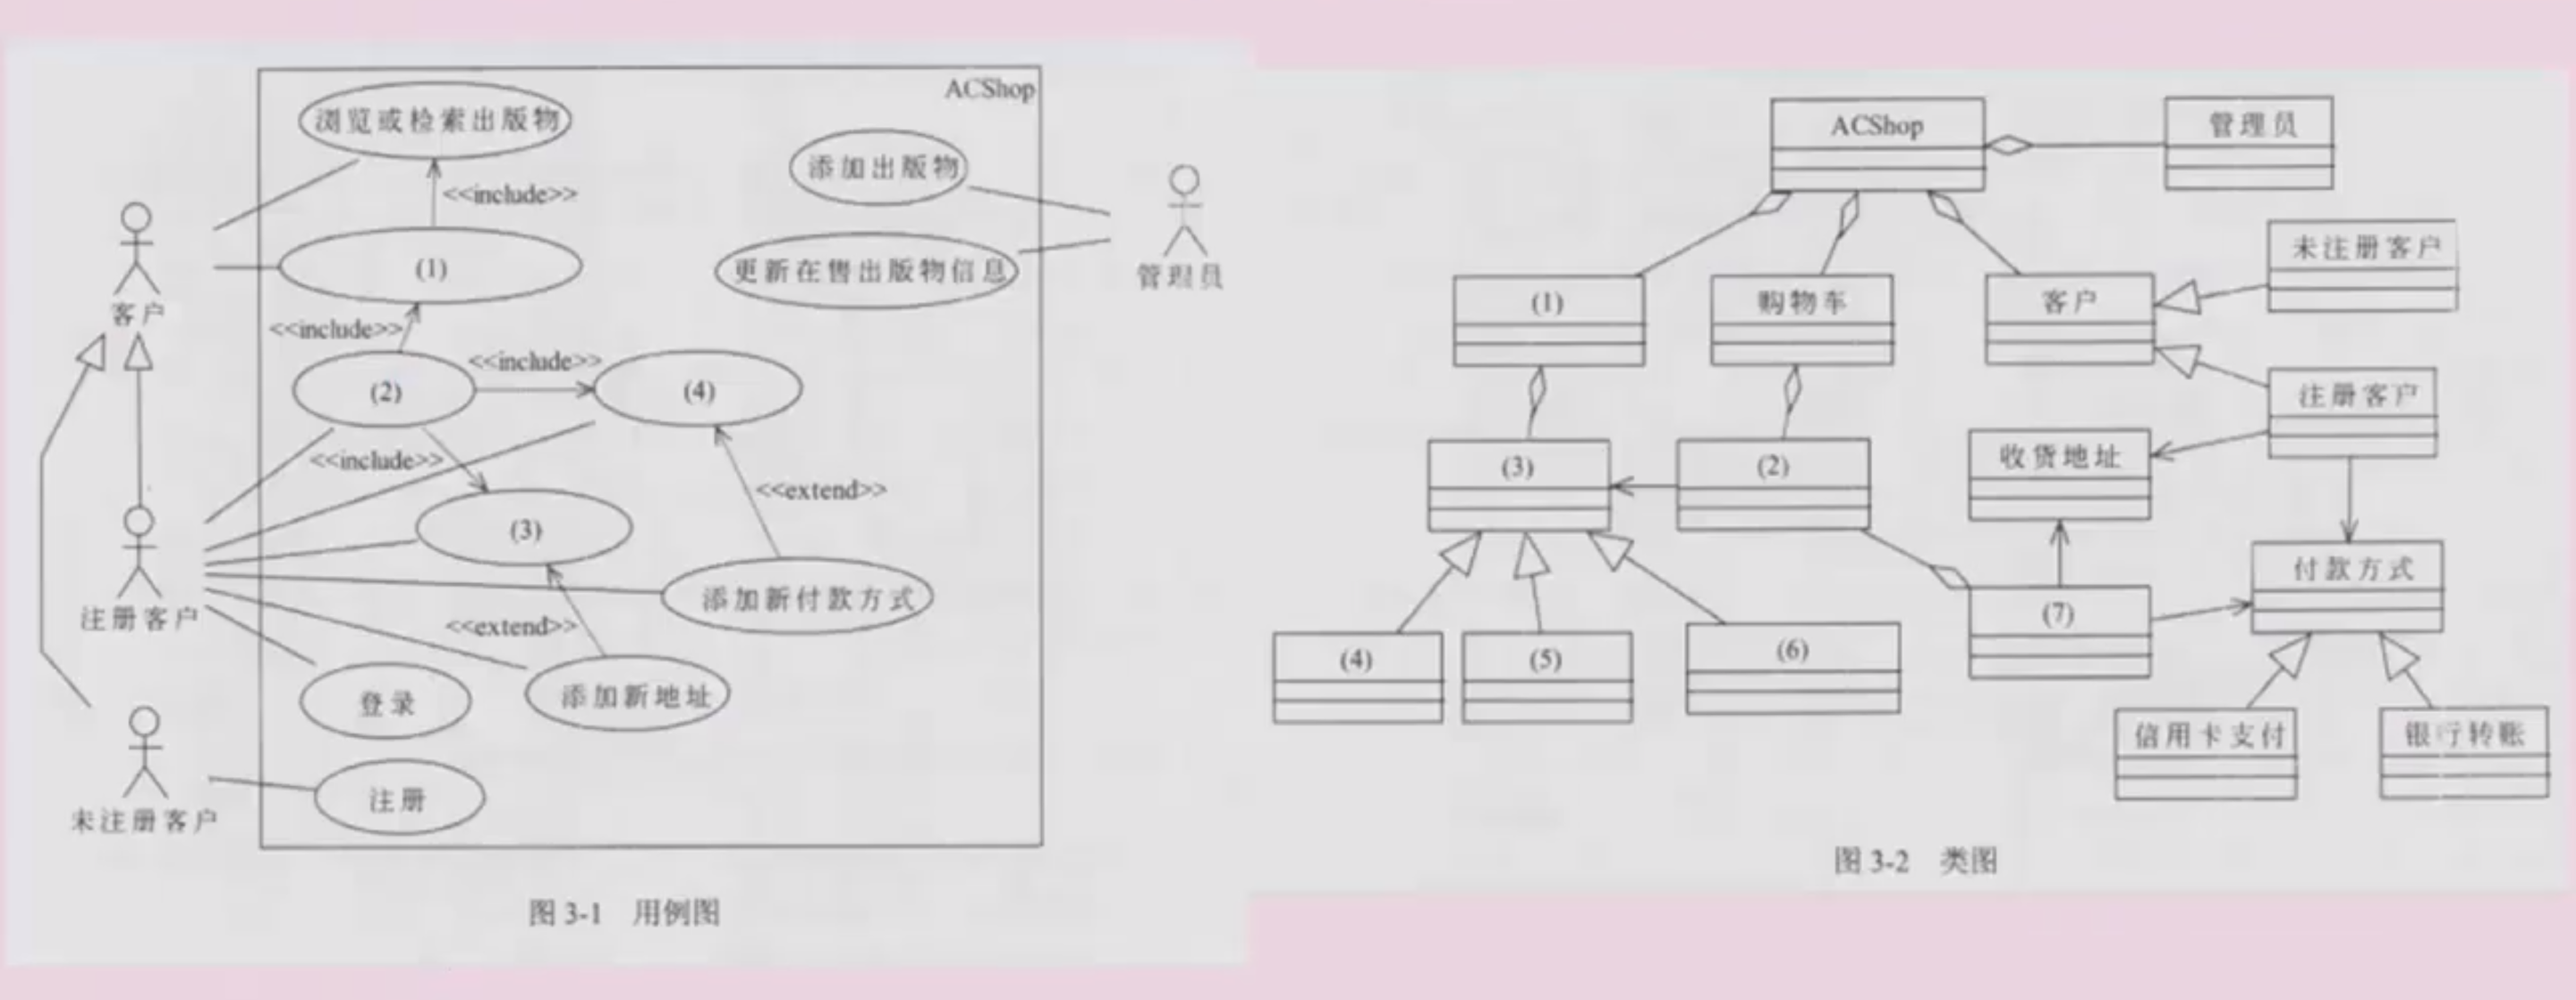 ACShop
浏览或检索出版物
添加出版物
<<include>>
(1)
更新在售出版物信息
管理员
客户
<<include>>
<<include>>
(2)
(4)
<<include>>
<<extend>>
(3)
添加新付款方式
注册客户
<<extend>>
登录
添加新地址
注册
未注册客户
图 3-1 用例图
ACShop
管理员
未注册客户
(1)
购物车
客户
注册客户
收货地址
(3)
(2)
付款方式
(7)
(4)
(5)
(6)
信用卡支付
银行转账
图 3-2 类图